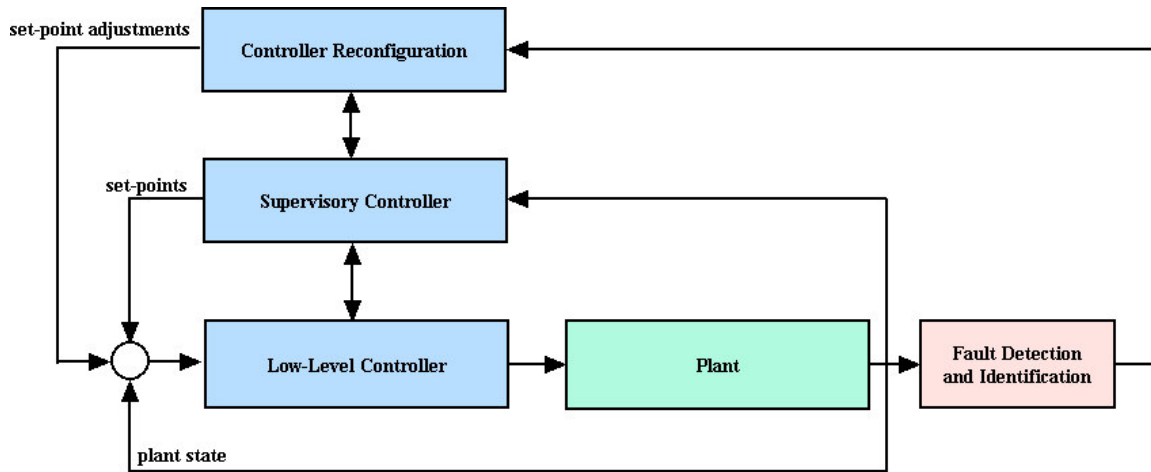 set-point adjustments
Controller Reconfiguration
set-points
Supervisory Controller
Low-Level Controller
Plant
Fault Detection
and Identification
plant state